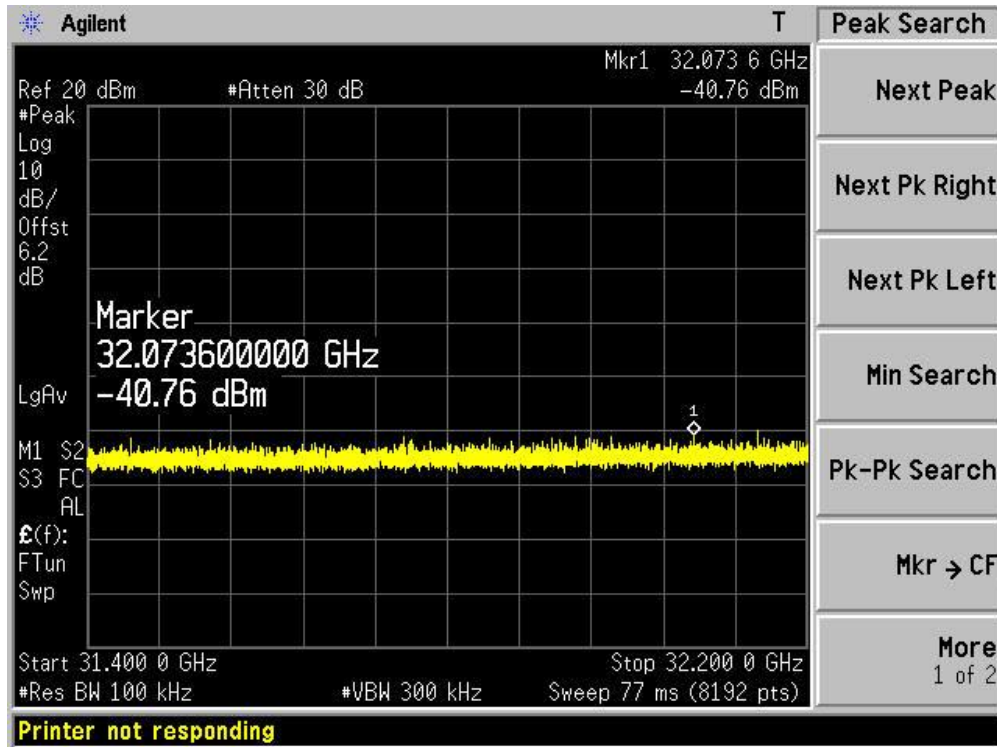 Agilent
T
Peak Search
Mkr1 32.073 6 GHz
Ref 20 dBm #Atten 30 dB -40.76 dBm
#Peak
Log
10
dB/
Offst
6.2
dB
Marker
32.073600000 GHz
-40.76 dBm
LgAv
1
M1 S2
S3 FC
AL
£(f):
FTun
Swp
Start 31.400 0 GHz Stop 32.200 0 GHz
#Res BW 100 kHz #VBW 300 kHz Sweep 77 ms (8192 pts)
Printer not responding
Next Peak
Next Pk Right
Next Pk Left
Min Search
Pk-Pk Search
Mkr → CF
More
1 of 2